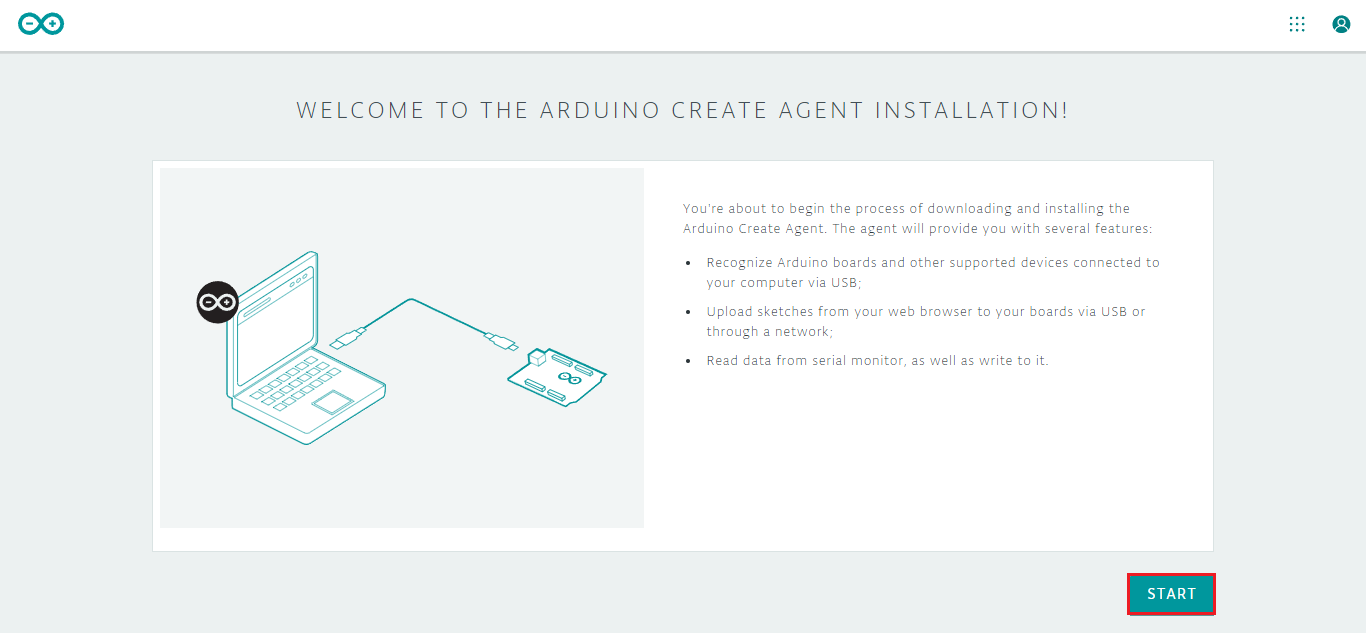 WELCOME TO THE ARDUINO CREATE AGENT INSTALLATION!
You're about to begin the process of downloading and installing the
Arduino Create Agent. The agent will provide you with several features:
• Recognize Arduino boards and other supported devices connected to
your computer via USB;
• Upload sketches from your web browser to your boards via USB or
through a network;
• Read data from serial monitor, as well as write to it.
START